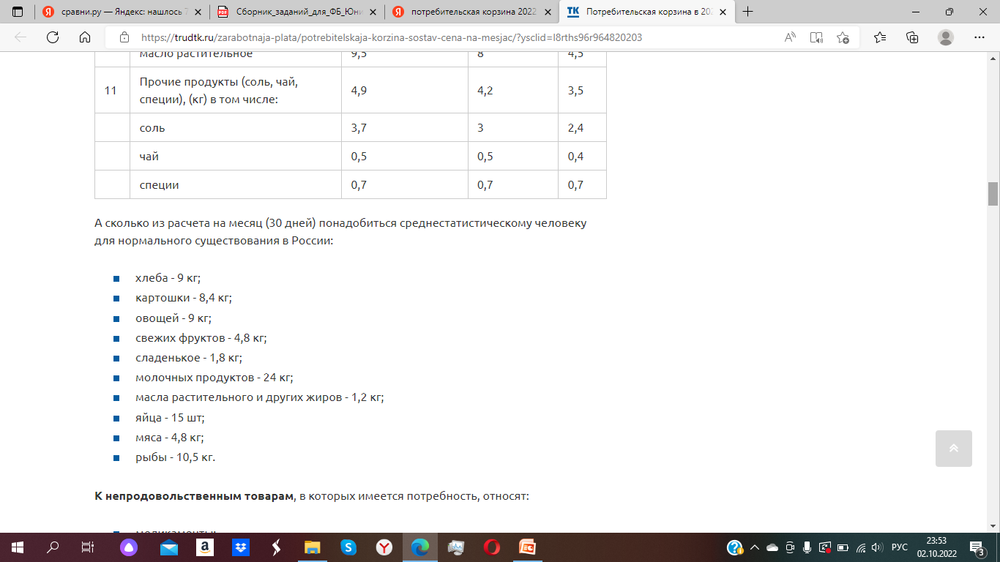 сравни.ру — Яндекс: нашлось
Сборник_заданий_для_ФБ_Юни
потребительская корзина 2022
ТК Потребительская корзина в 202
https://trudtk.ru/zarabotnaja-plata/potrebitelskaja-korzina-sostav-cena-na-mesjac/?ysclid=l8rths96r964820203
масло растительное 9,5 8 4,5
11 Прочие продукты (соль, чай, специи), (кг) в том числе: 4,9 4,2 3,5
соль 3,7 3 2,4
чай 0,5 0,5 0,4
специи 0,7 0,7 0,7
А сколько из расчета на месяц (30 дней) понадобиться среднестатистическому человеку
для нормального существования в России:
хлеба - 9 кг;
картошки - 8,4 кг;
овощей - 9 кг;
свежих фруктов - 4,8 кг;
сладенькое - 1,8 кг;
молочных продуктов - 24 кг;
масла растительного и других жиров - 1,2 кг;
яйца - 15 шт;
мяса - 4,8 кг;
рыбы - 10,5 кг.
К непродовольственным товарам, в которых имеется потребность, относят:
медикаменты;
РУС
23:53
02.10.2022
3